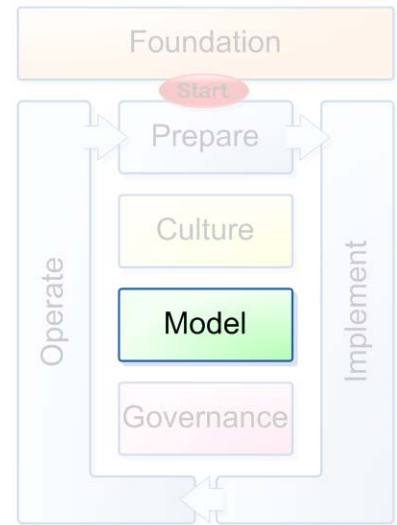 Foundation
Start
Prepare
Culture
Operate
Implement
Model
Governance